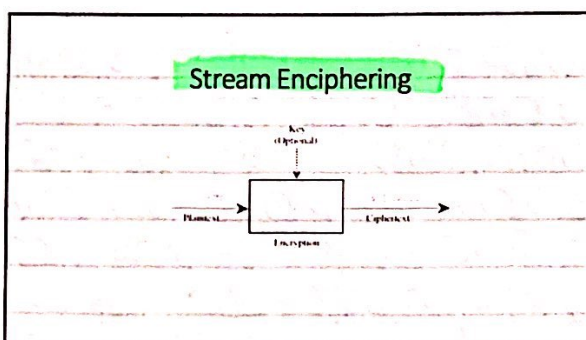 Stream Enciphering
Key
(Optional)
Plaintext
Ciphertext
Encryption